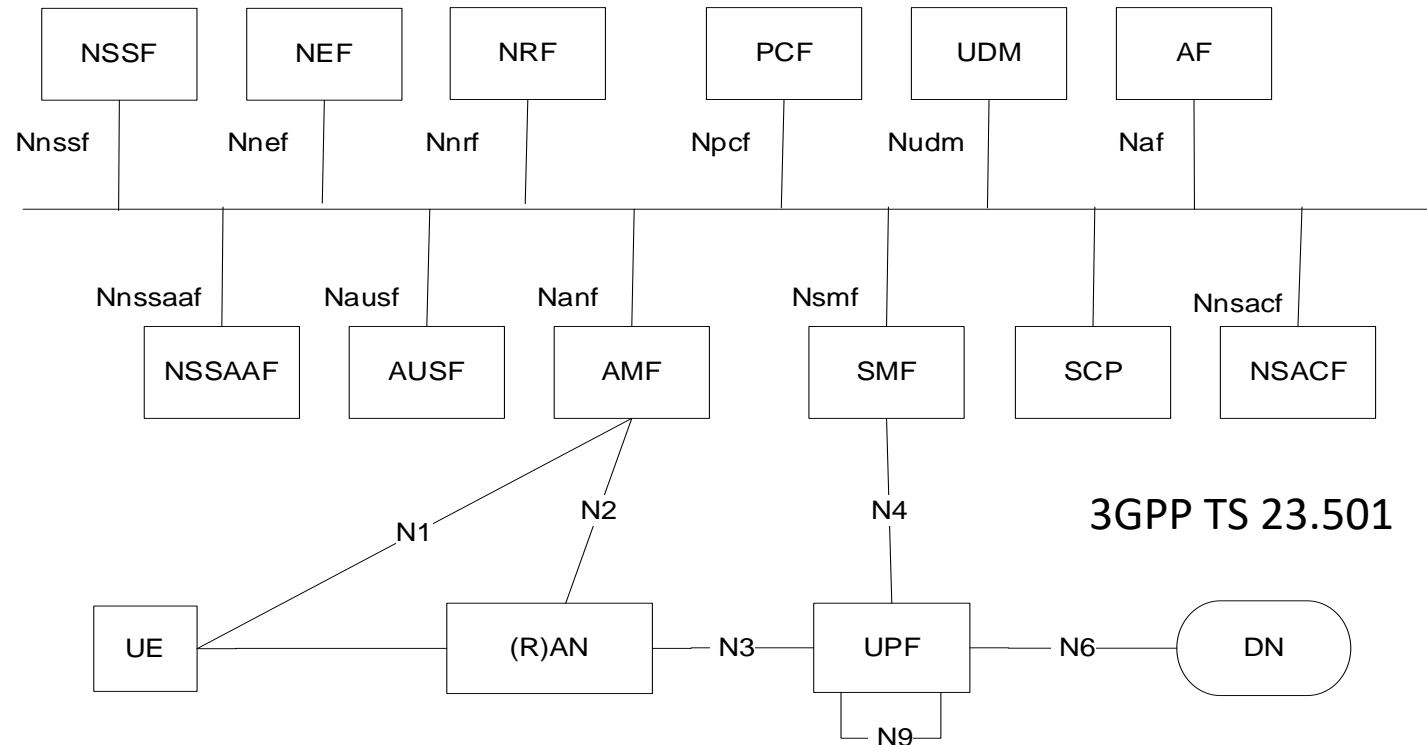 NSSF
NEF
NRF
PCF
UDM
AF
Nnssf
Nnef
Nnrf
Npcf
Nudm
Naf
Nnssaaf
Nausf
Nanf
Nsmf
Nnsacf
NSSAAF
AUSF
AMF
SMF
SCP
NSACF
N1
N2
N4
3GPP TS 23.501
UE
(R)AN
N3
UPF
N6
DN
N9